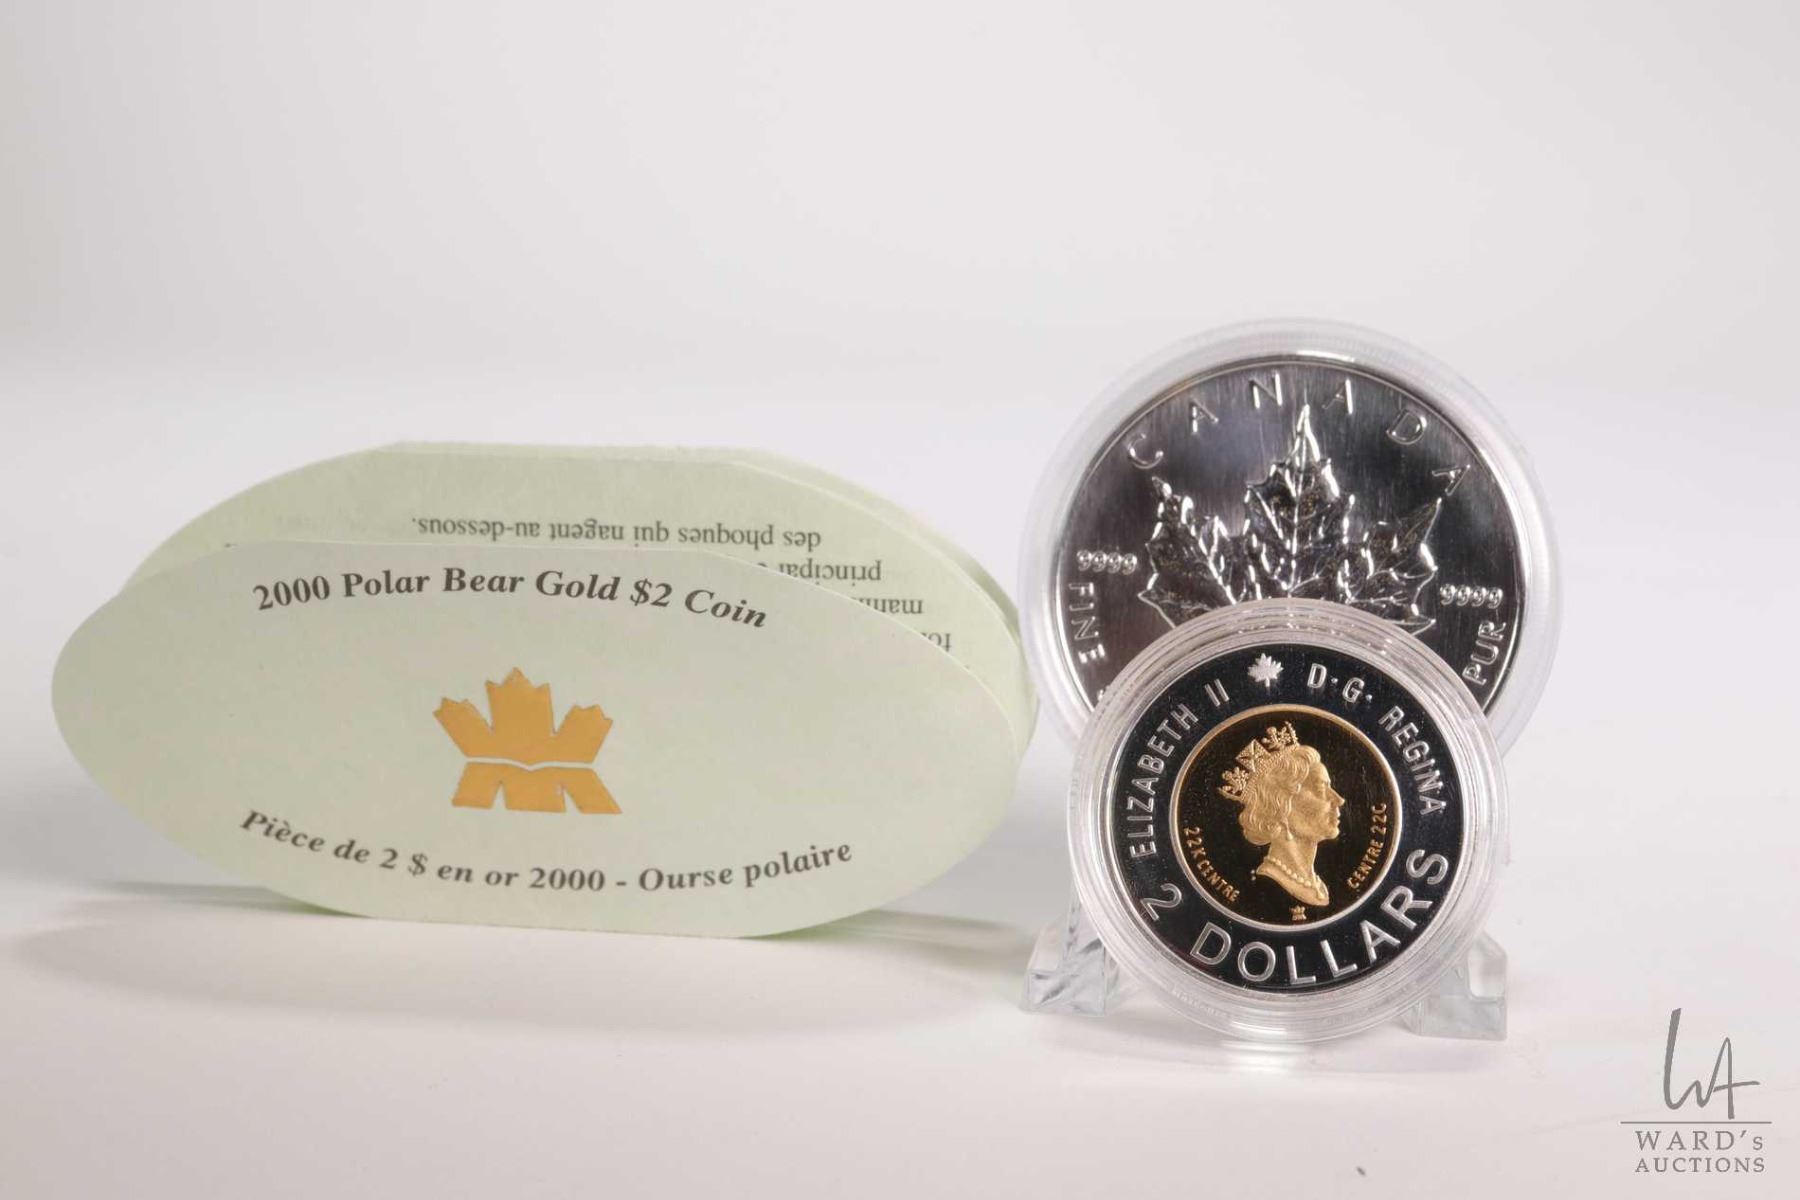 des phoques qui nagent au-dessous.
principal
2000 Polar Bear Gold $2 Coin
Pièce de 2 $ en or 2000 - Ourse polaire
CANADA
9999
FINE
9999
PUR
ELIZABETH II D·G· REGINA
22K CENTRE
CENTRE 22C
2 DOLLARS
WARD's
AUCTIONS